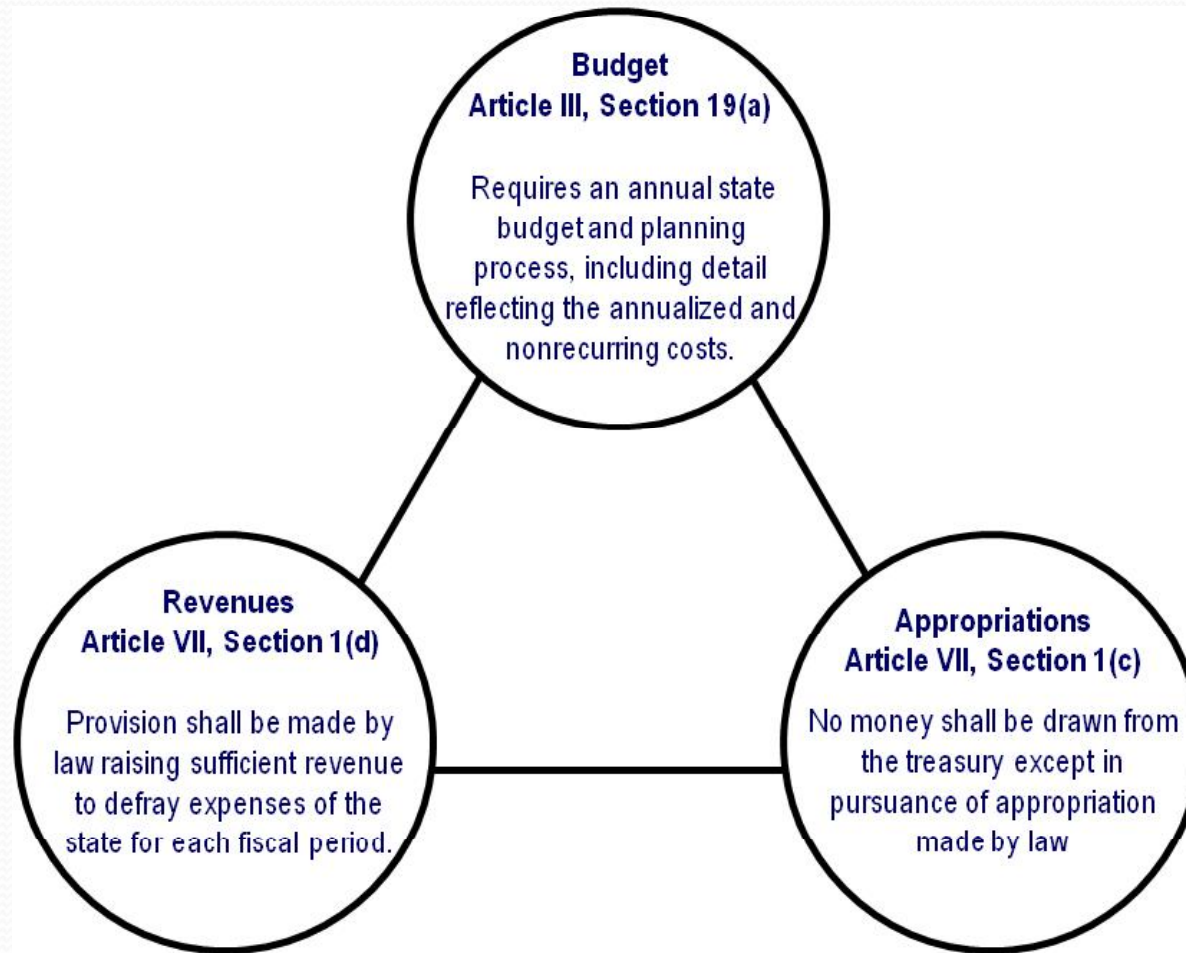 Budget
Article III, Section 19(a)
Requires an annual state
budget and planning
process, including detail
reflecting the annualized and
nonrecurring costs.
Revenues
Article VII, Section 1(d)
Provision shall be made by
law raising sufficient revenue
to defray expenses of the
state for each fiscal period.
Appropriations
Article VII, Section 1(c)
No money shall be drawn from
the treasury except in
pursuance of appropriation
made by law